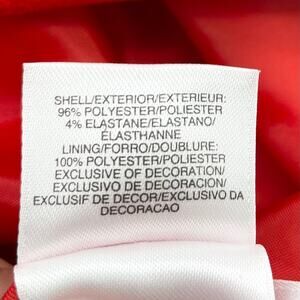 SHELL/EXTERIOR/EXTERIEUR:
96% POLYESTER/POLIESTER
4% ELASTANE/ELASTANO/
ÉLASTHANNE
LINING/FORRO/DOUBLURE:
100% POLYESTER/POLIESTER
EXCLUSIVE OF DECORATION/
EXCLUSIVO DE DECORACION/
EXCLUSIF DE DECOR/EXCLUSIVO DA
DECORACAO